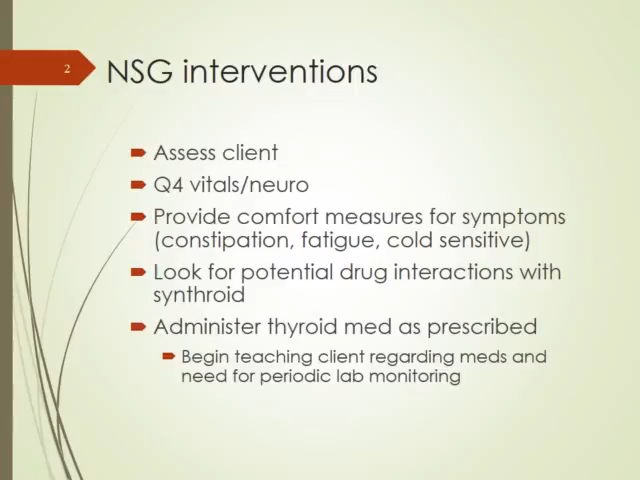 2
NSG interventions
Assess client
Q4 vitals/neuro
Provide comfort measures for symptoms
(constipation, fatigue, cold sensitive)
Look for potential drug interactions with
synthroid
Administer thyroid med as prescribed
Begin teaching client regarding meds and
need for periodic lab monitoring